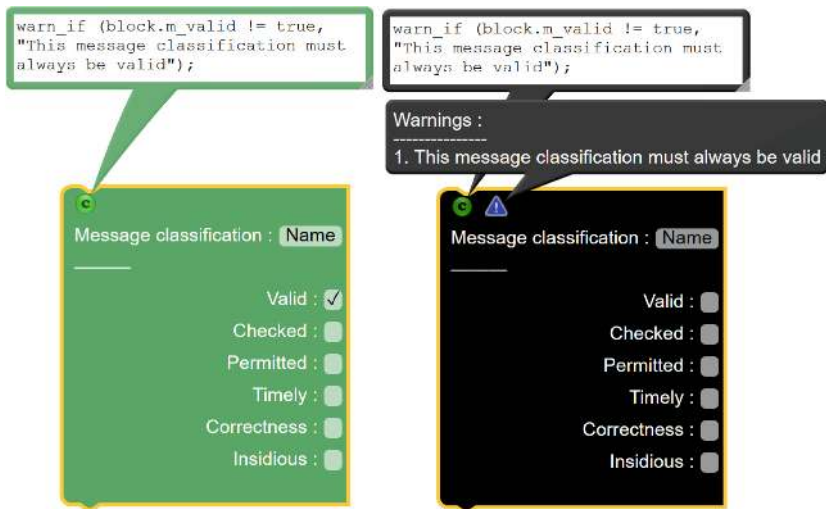 warn_if (block.m_valid != true,
"This message classification must
always be valid");
C
Message classification : Name
Valid : ✓
Checked :
Permitted :
Timely :
Correctness :
Insidious :
warn_if (block.m_valid != true,
"This message classification must
always be valid");
Warnings :
---------------
1. This message classification must always be valid
C
Message classification : Name
Valid :
Checked :
Permitted :
Timely :
Correctness :
Insidious :